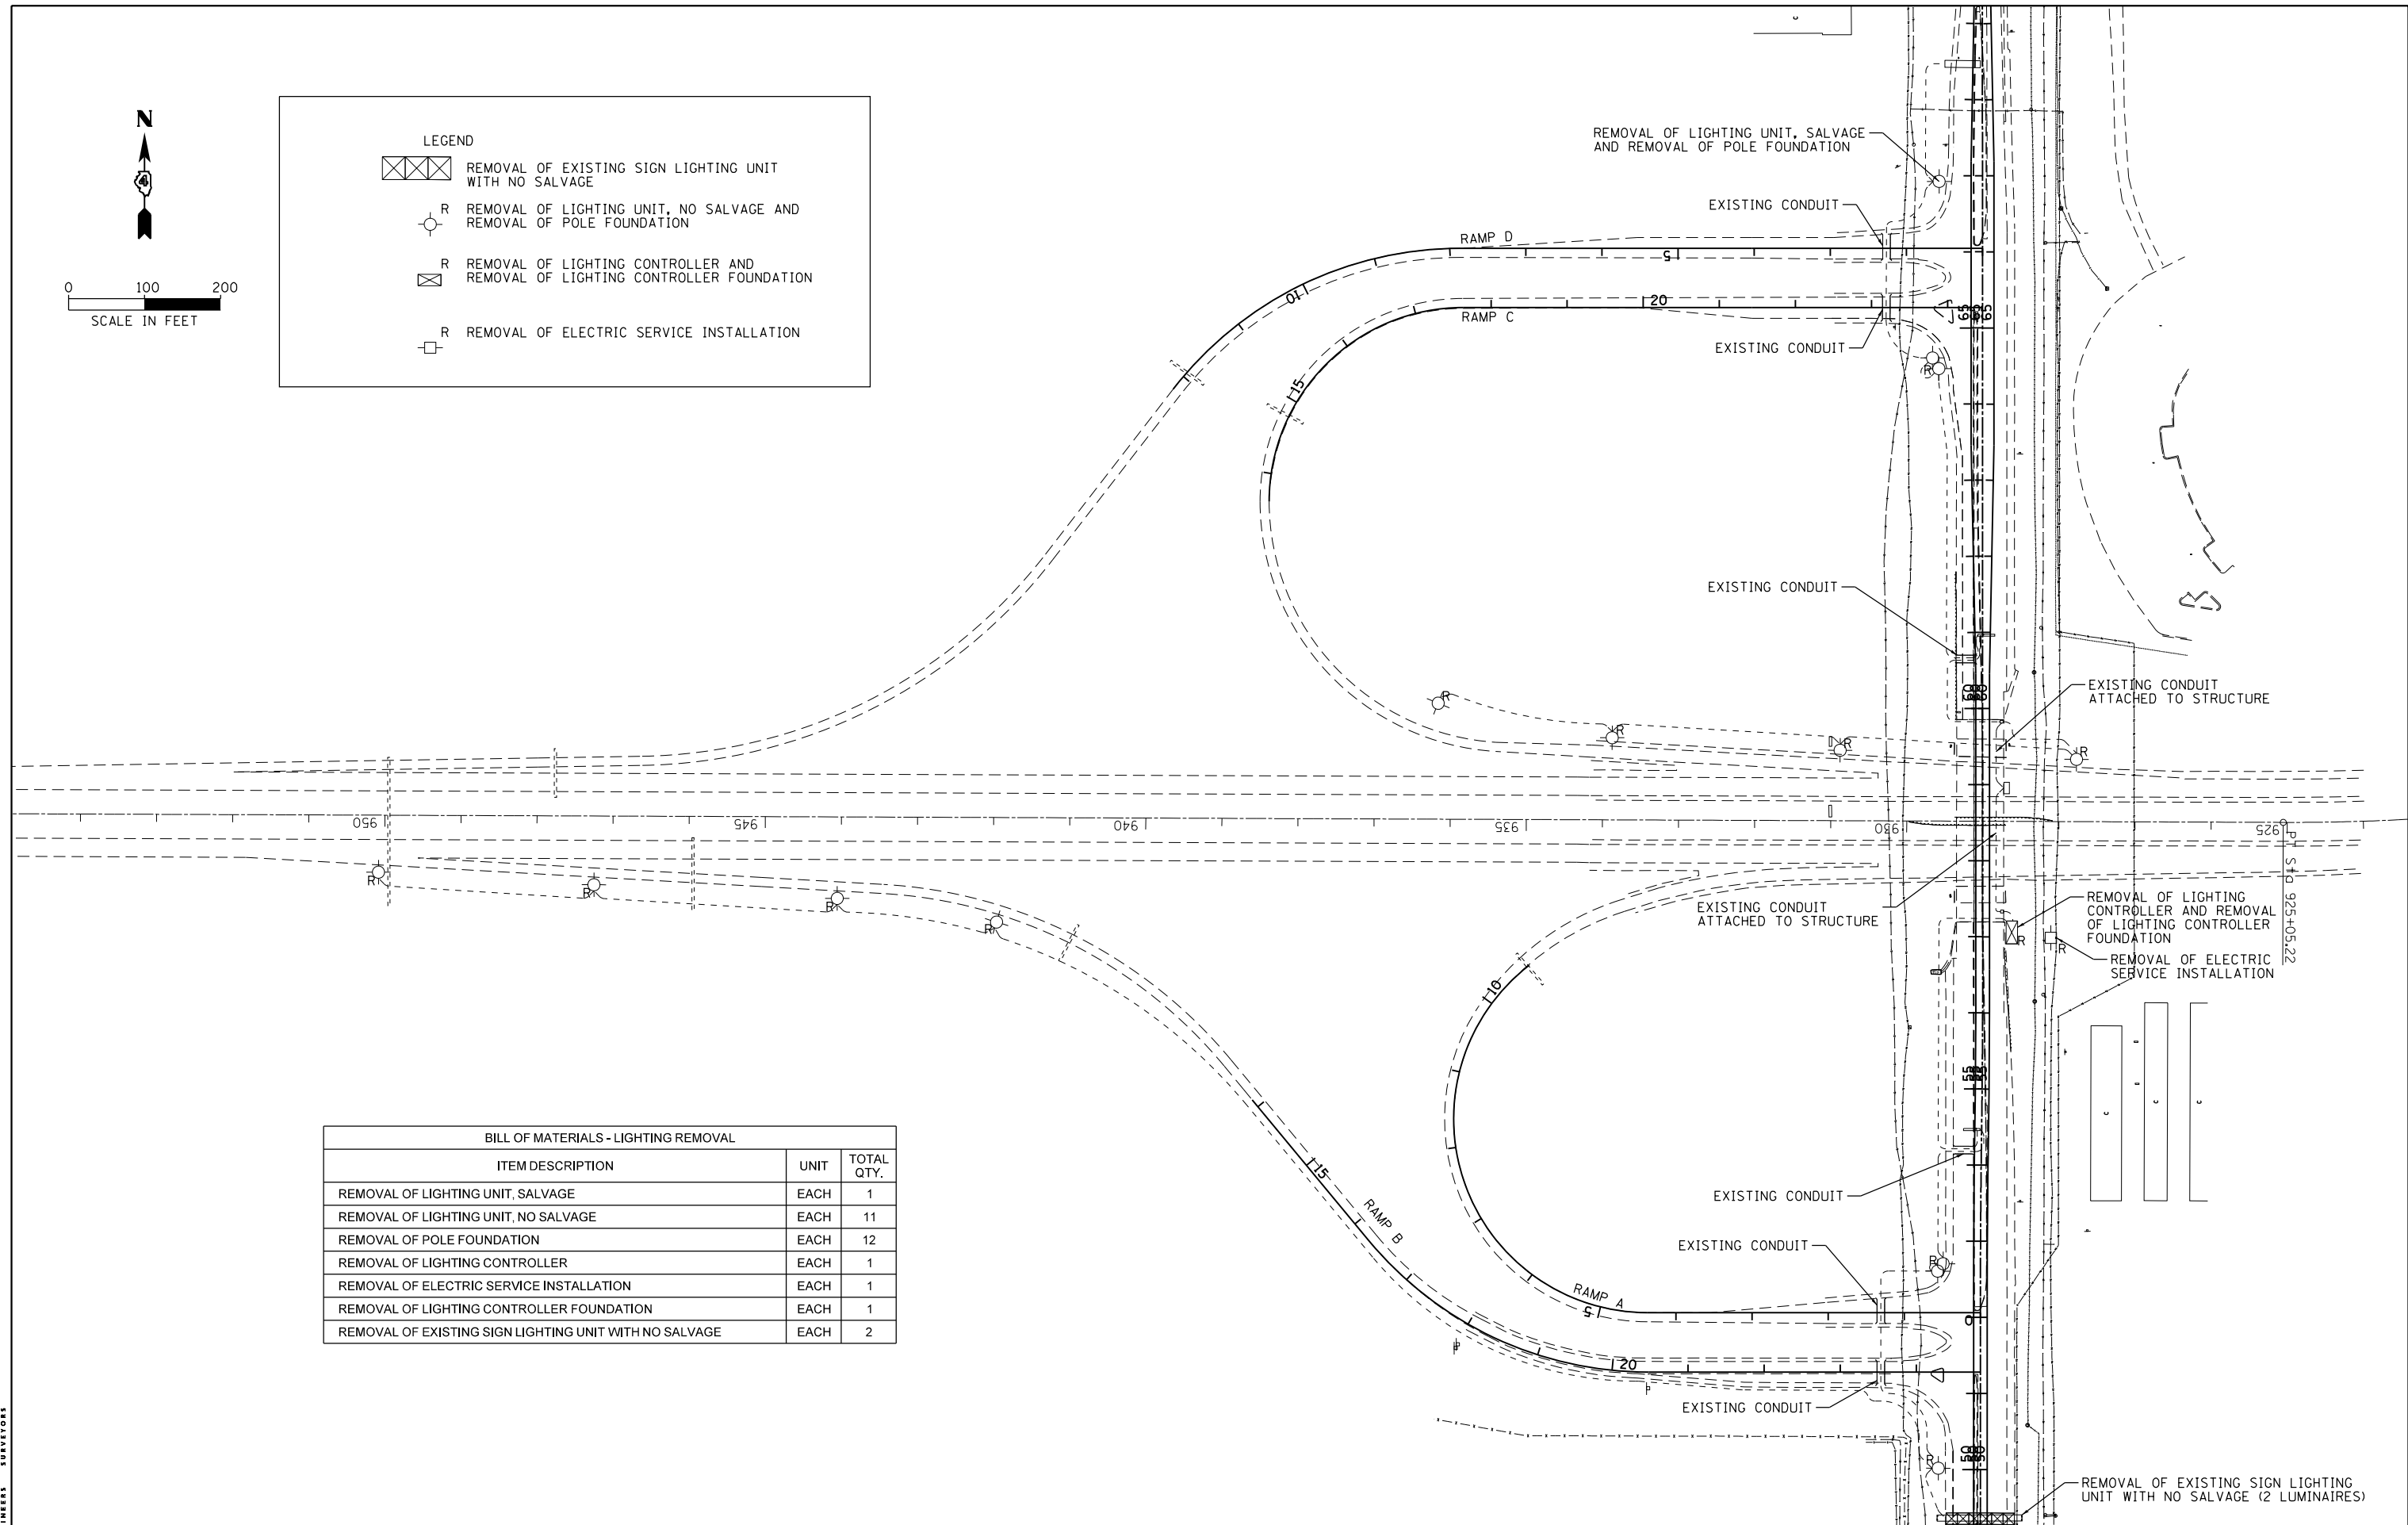 N
4
0 100 200
SCALE IN FEET
LEGEND
REMOVAL OF EXISTING SIGN LIGHTING UNIT
WITH NO SALVAGE
R REMOVAL OF LIGHTING UNIT, NO SALVAGE AND
REMOVAL OF POLE FOUNDATION
R REMOVAL OF LIGHTING CONTROLLER AND
REMOVAL OF LIGHTING CONTROLLER FOUNDATION
R REMOVAL OF ELECTRIC SERVICE INSTALLATION
REMOVAL OF LIGHTING UNIT, SALVAGE
AND REMOVAL OF POLE FOUNDATION
EXISTING CONDUIT
RAMP D
5
10
20
RAMP C
EXISTING CONDUIT
15
65
R
EXISTING CONDUIT
60
EXISTING CONDUIT
ATTACHED TO STRUCTURE
R
R
R
R
950
945
940
935
930
925
PT Sta 925+05.22
R
R
R
R
EXISTING CONDUIT
ATTACHED TO STRUCTURE
REMOVAL OF LIGHTING
CONTROLLER AND REMOVAL
OF LIGHTING CONTROLLER
FOUNDATION
R
R
REMOVAL OF ELECTRIC
SERVICE INSTALLATION
10
55
BILL OF MATERIALS - LIGHTING REMOVAL
ITEM DESCRIPTION UNIT TOTAL QTY.
REMOVAL OF LIGHTING UNIT, SALVAGE EACH 1
REMOVAL OF LIGHTING UNIT, NO SALVAGE EACH 11
REMOVAL OF POLE FOUNDATION EACH 12
REMOVAL OF LIGHTING CONTROLLER EACH 1
REMOVAL OF ELECTRIC SERVICE INSTALLATION EACH 1
REMOVAL OF LIGHTING CONTROLLER FOUNDATION EACH 1
REMOVAL OF EXISTING SIGN LIGHTING UNIT WITH NO SALVAGE EACH 2
15
RAMP B
EXISTING CONDUIT
EXISTING CONDUIT
R
RAMP A
5
0
20
EXISTING CONDUIT
50
R
REMOVAL OF EXISTING SIGN LIGHTING
UNIT WITH NO SALVAGE (2 LUMINAIRES)
SURVEYORS